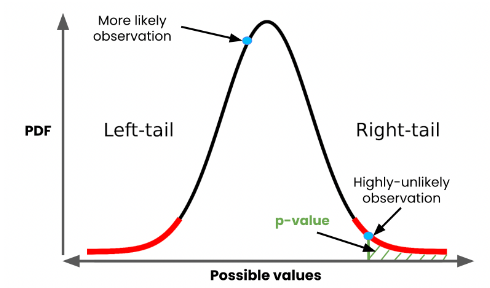 More likely
observation
PDF
Left-tail
Right-tail
Highly-unlikely
observation
p-value
Possible values